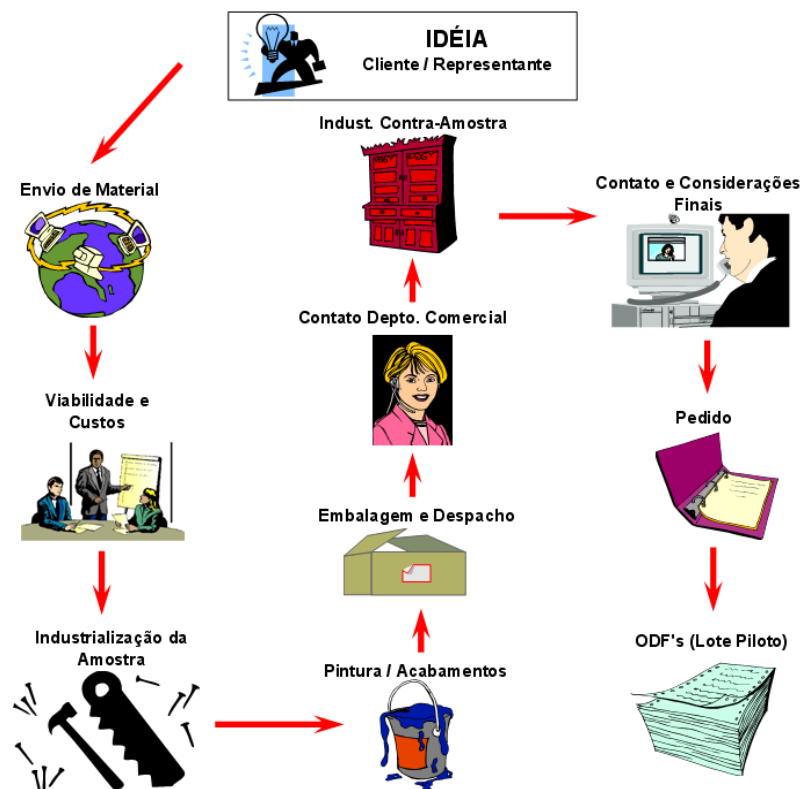 IDÉIA
Cliente / Representante
Envio de Material
Viabilidade e
Custos
Industrialização da
Amostra
Pintura / Acabamentos
Embalagem e Despacho
Contato Depto. Comercial
Indust. Contra-Amostra
Contato e Considerações
Finais
Pedido
ODF's (Lote Piloto)